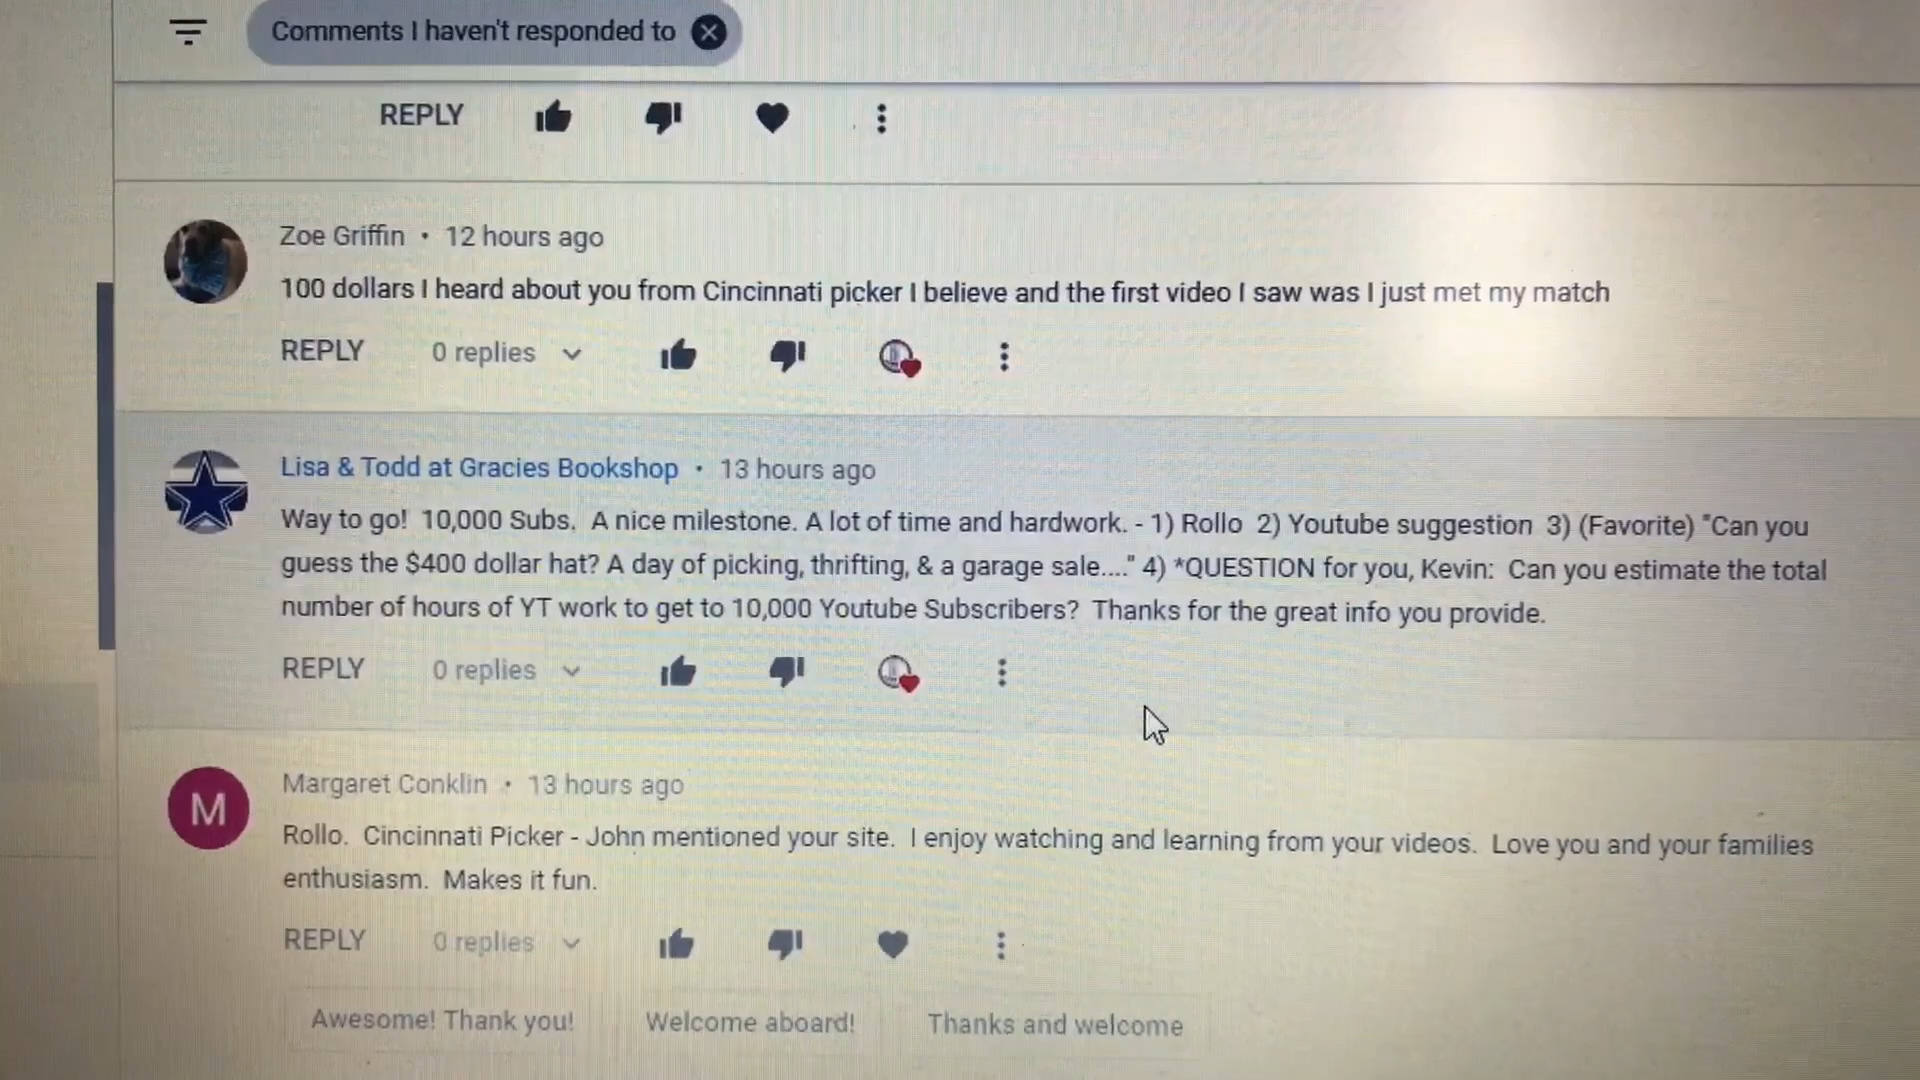 Comments I haven't responded to
REPLY
Zoe Griffin • 12 hours ago
100 dollars I heard about you from Cincinnati picker I believe and the first video I saw was I just met my match
REPLY 0 replies
Lisa & Todd at Gracies Bookshop • 13 hours ago
Way to go! 10,000 Subs. A nice milestone. A lot of time and hardwork. - 1) Rollo 2) Youtube suggestion 3) (Favorite) "Can you
guess the $400 dollar hat? A day of picking, thrifting, & a garage sale...." 4) *QUESTION for you, Kevin: Can you estimate the total
number of hours of YT work to get to 10,000 Youtube Subscribers? Thanks for the great info you provide.
REPLY 0 replies
M
Margaret Conklin • 13 hours ago
Rollo. Cincinnati Picker - John mentioned your site. I enjoy watching and learning from your videos. Love you and your families
enthusiasm. Makes it fun.
REPLY 0 replies
Awesome! Thank you! Welcome aboard! Thanks and welcome